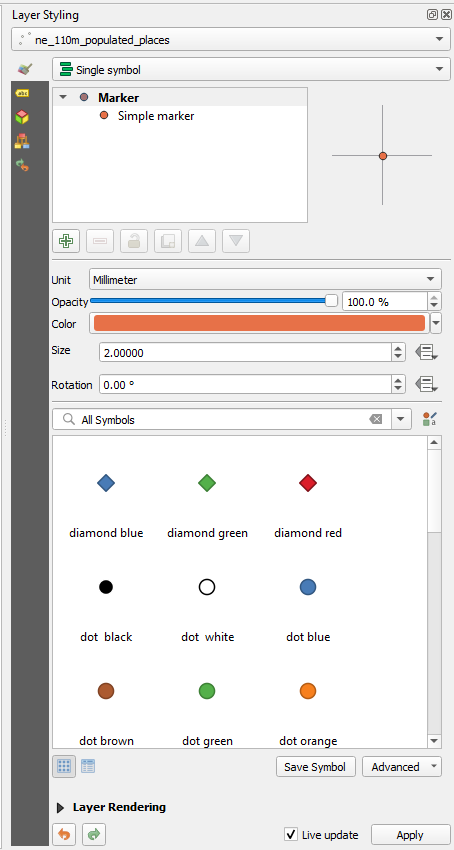 Layer Styling
ne_110m_populated_places
Single symbol
abc
Marker
Simple marker
Unit Millimeter
Opacity 100.0 %
Color
Size 2.00000
Rotation 0.00 °
All Symbols
diamond blue diamond green diamond red
dot black dot white dot blue
dot brown dot green dot orange
Save Symbol Advanced
Layer Rendering
Live update Apply